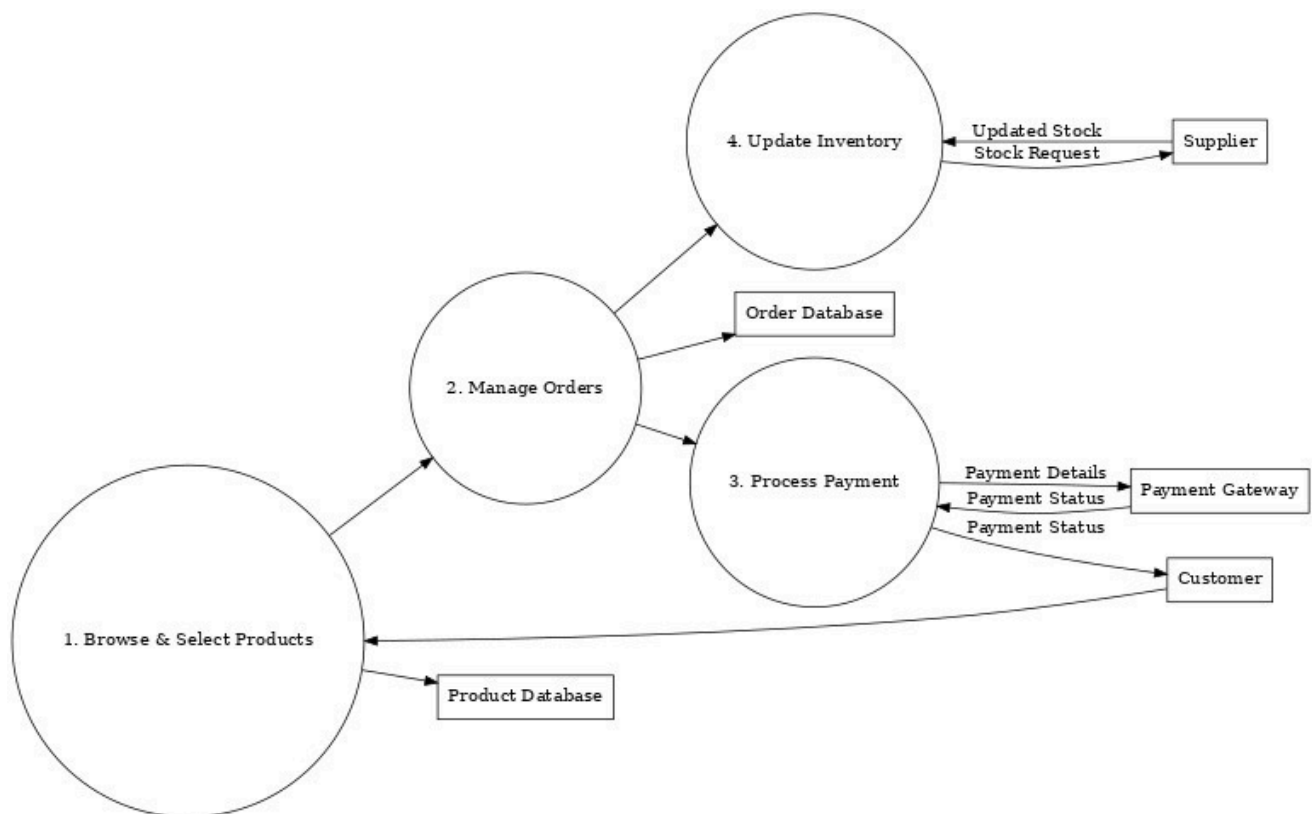 4. Update Inventory
Updated Stock
Stock Request
Supplier
Order Database
2. Manage Orders
3. Process Payment
Payment Details
Payment Status
Payment Status
Payment Gateway
Customer
1. Browse & Select Products
Product Database